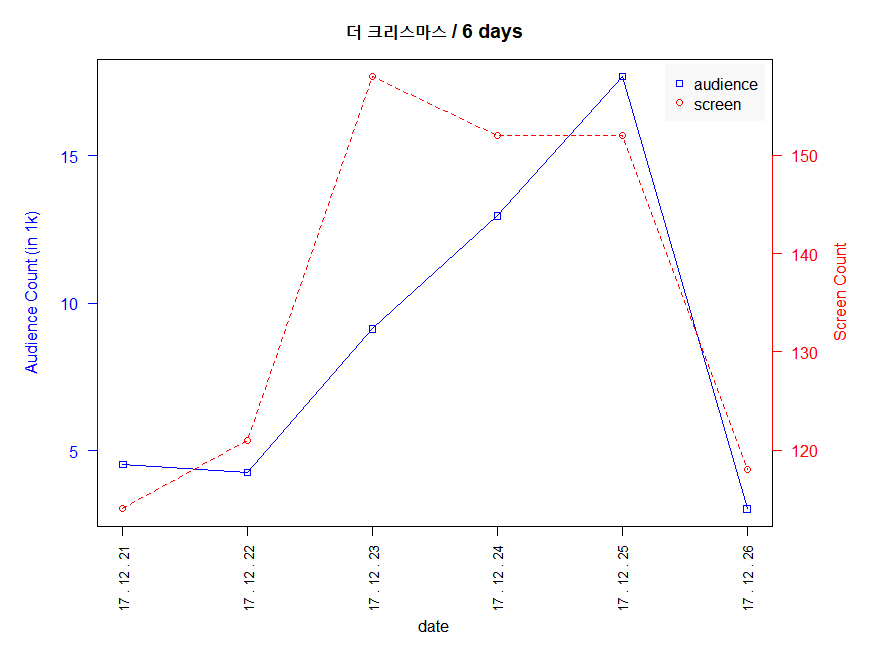 더 크리스마스 / 6 days
audience
screen
Audience Count (in 1k)
15
10
5
150
140
130
120
Screen Count
17 . 12 . 21
17 . 12 . 22
17 . 12 . 23
17 . 12 . 24
17 . 12 . 25
17 . 12 . 26
date